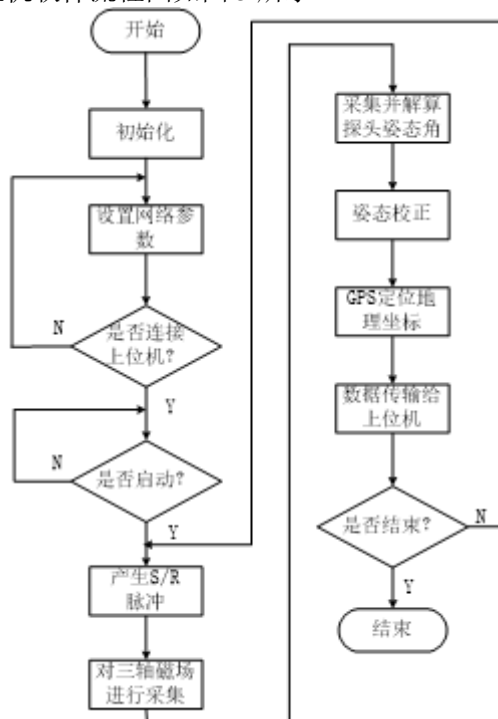 开始
初始化
设置网络参
数
是否连接
上位机?
N
Y
是否启动?
N
Y
产生S/R
脉冲
对三轴磁场
进行采集
采集并解算
探头姿态角
姿态校正
GPS定位地
理坐标
数据传输给
上位机
是否结束?
N
Y
结束